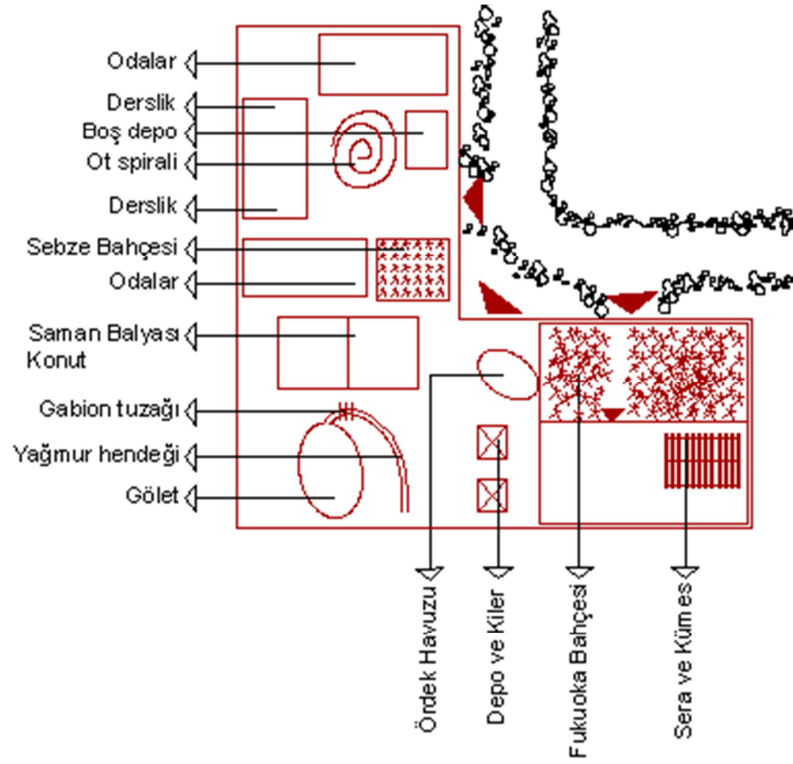 Odalar
Derslik
Boş depo
Ot spirali
Derslik
Sebze Bahçesi
Odalar
Saman Balyası
Konut
Gabion tuzağı
Yağmur hendeği
Gölet
Ördek Havuzu
Depo ve Kiler
Fukuoka Bahçesi
Sera ve Kümes